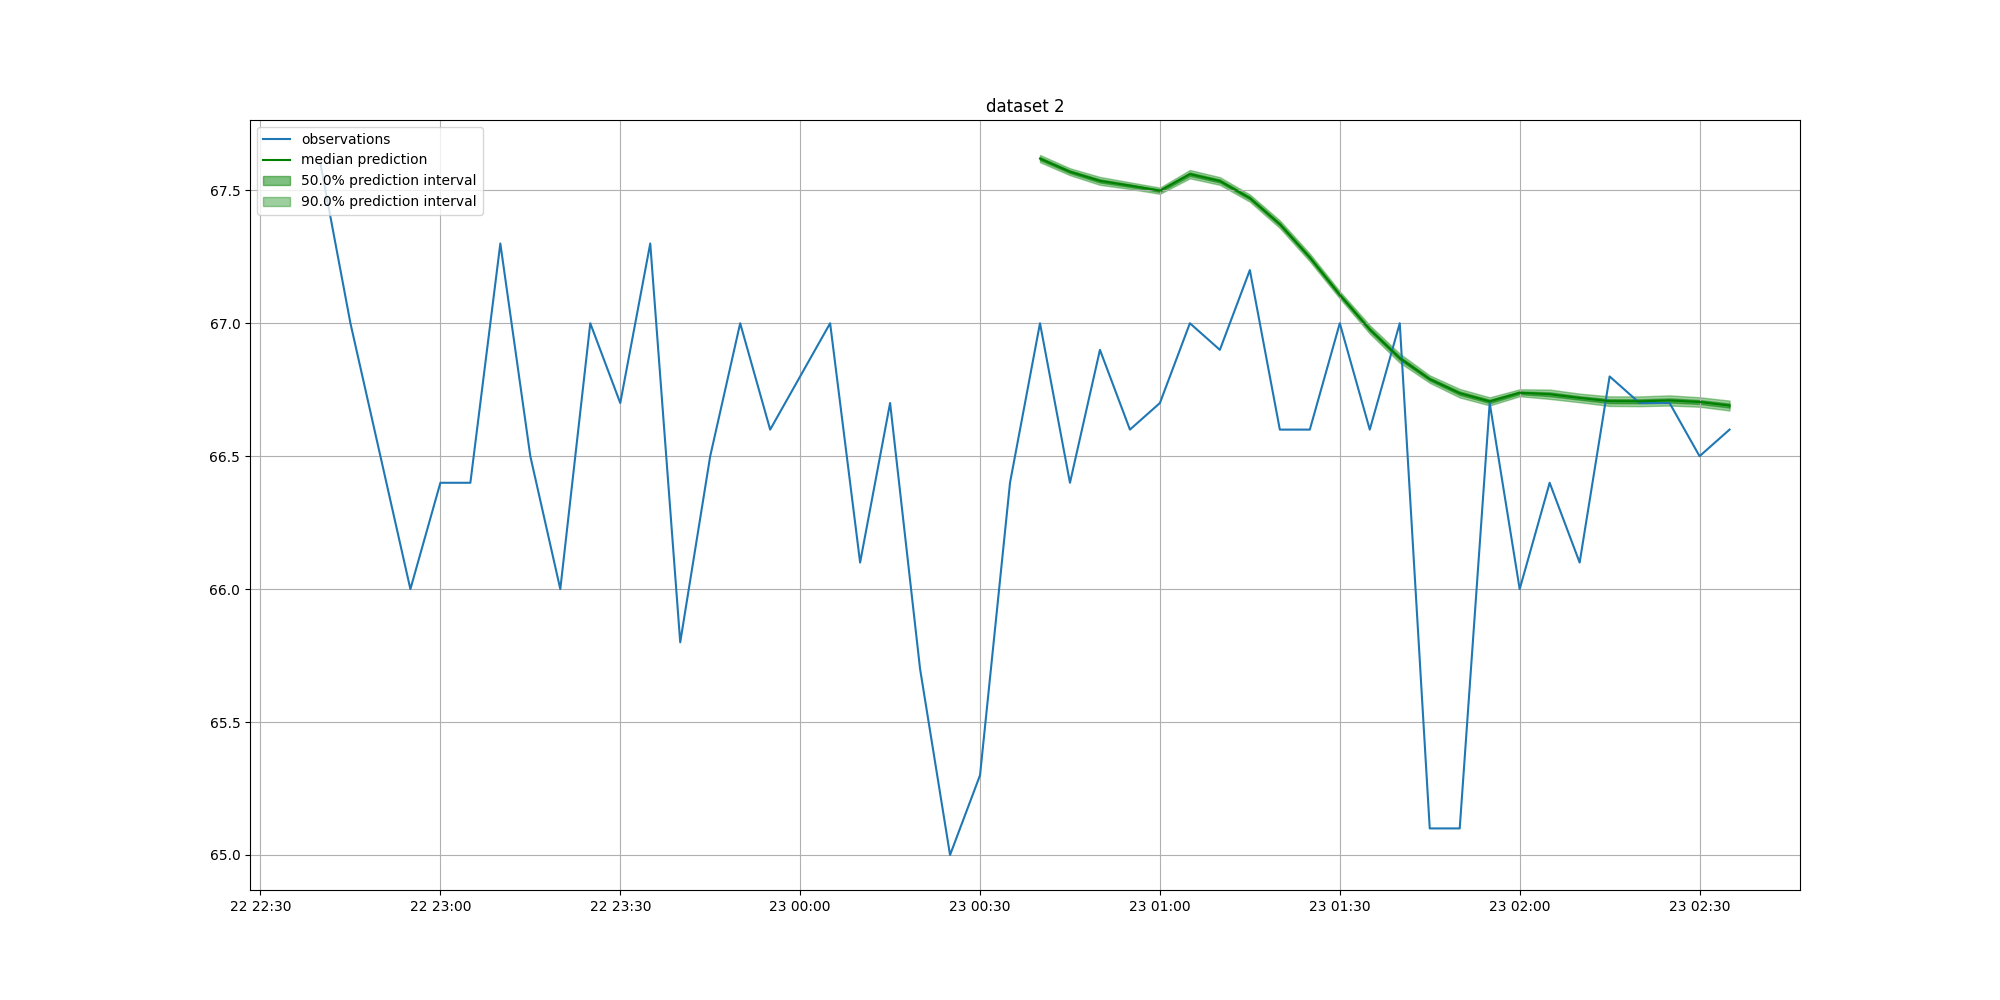 dataset 2
observations
median prediction
50.0% prediction interval
90.0% prediction interval
67.5
67.0
66.5
66.0
65.5
65.0
22 22:30 22 23:00 22 23:30 23 00:00 23 00:30 23 01:00 23 01:30 23 02:00 23 02:30